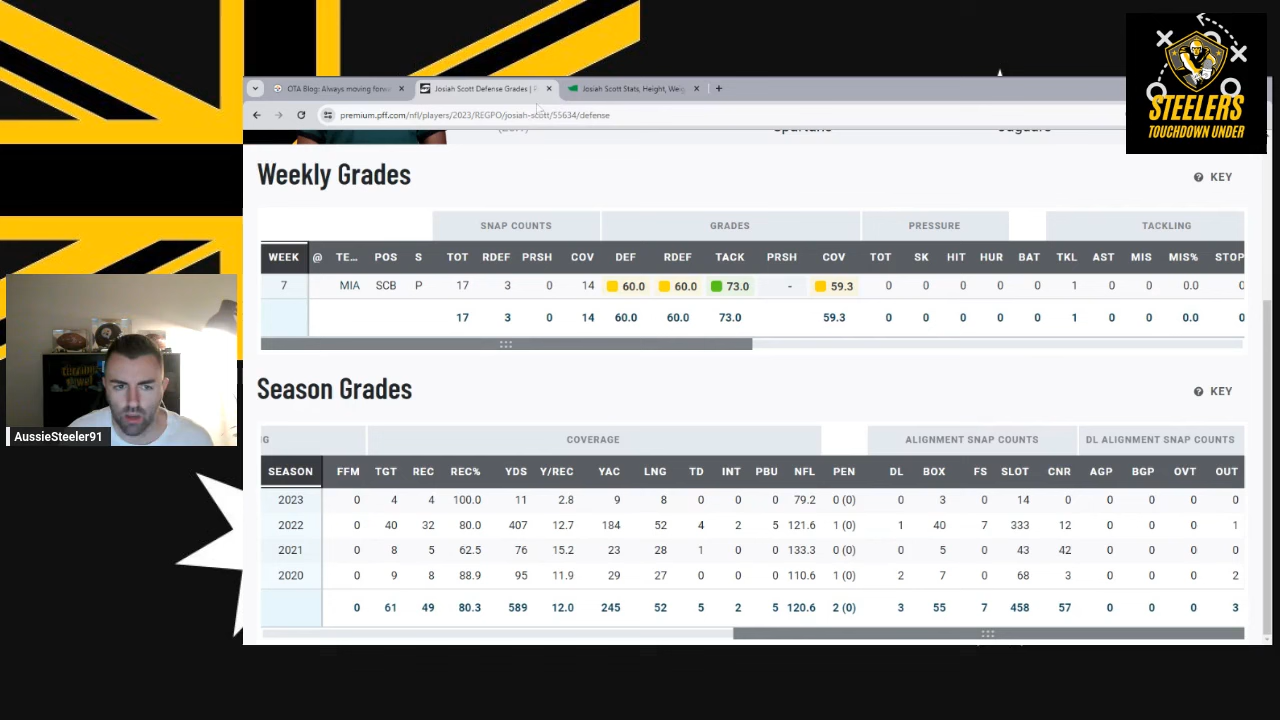 OTA Blog: Always moving forw
Josiah Scott Defense Grades |
Josiah Scott Stats, Height, Weig
premium.pff.com/nfl/players/2023/REGPO/josiah-scott/55634/defense
STEELERS
TOUCHDOWN UNDER
Weekly Grades
KEY
SNAP COUNTS GRADES PRESSURE TACKLING
WEEK @ TE... POS S TOT RDEF PRSH COV DEF RDEF TACK PRSH COV TOT SK HIT HUR BAT TKL AST MIS MIS% STOP
7 MIA SCB P 17 3 0 14 60.0 60.0 73.0 - 59.3 0 0 0 0 0 1 0 0 0.0 0
17 3 0 14 60.0 60.0 73.0 59.3 0 0 0 0 0 1 0 0 0.0 0
Season Grades
KEY
G COVERAGE ALIGNMENT SNAP COUNTS DL ALIGNMENT SNAP COUNTS
SEASON FFM TGT REC REC% YDS Y/REC YAC LNG TD INT PBU NFL PEN DL BOX FS SLOT CNR AGP BGP OVT OUT
2023 0 4 4 100.0 11 2.8 9 8 0 0 0 79.2 0 (0) 0 3 0 14 0 0 0 0 0
2022 0 40 32 80.0 407 12.7 184 52 4 2 5 121.6 1 (0) 1 40 7 333 12 0 0 0 1
2021 0 8 5 62.5 76 15.2 23 28 1 0 0 133.3 0 (0) 0 5 0 43 42 0 0 0 0
2020 0 9 8 88.9 95 11.9 29 27 0 0 0 110.6 1 (0) 2 7 0 68 3 0 0 0 2
0 61 49 80.3 589 12.0 245 52 5 2 5 120.6 2 (0) 3 55 7 458 57 0 0 0 3
AussieSteeler91